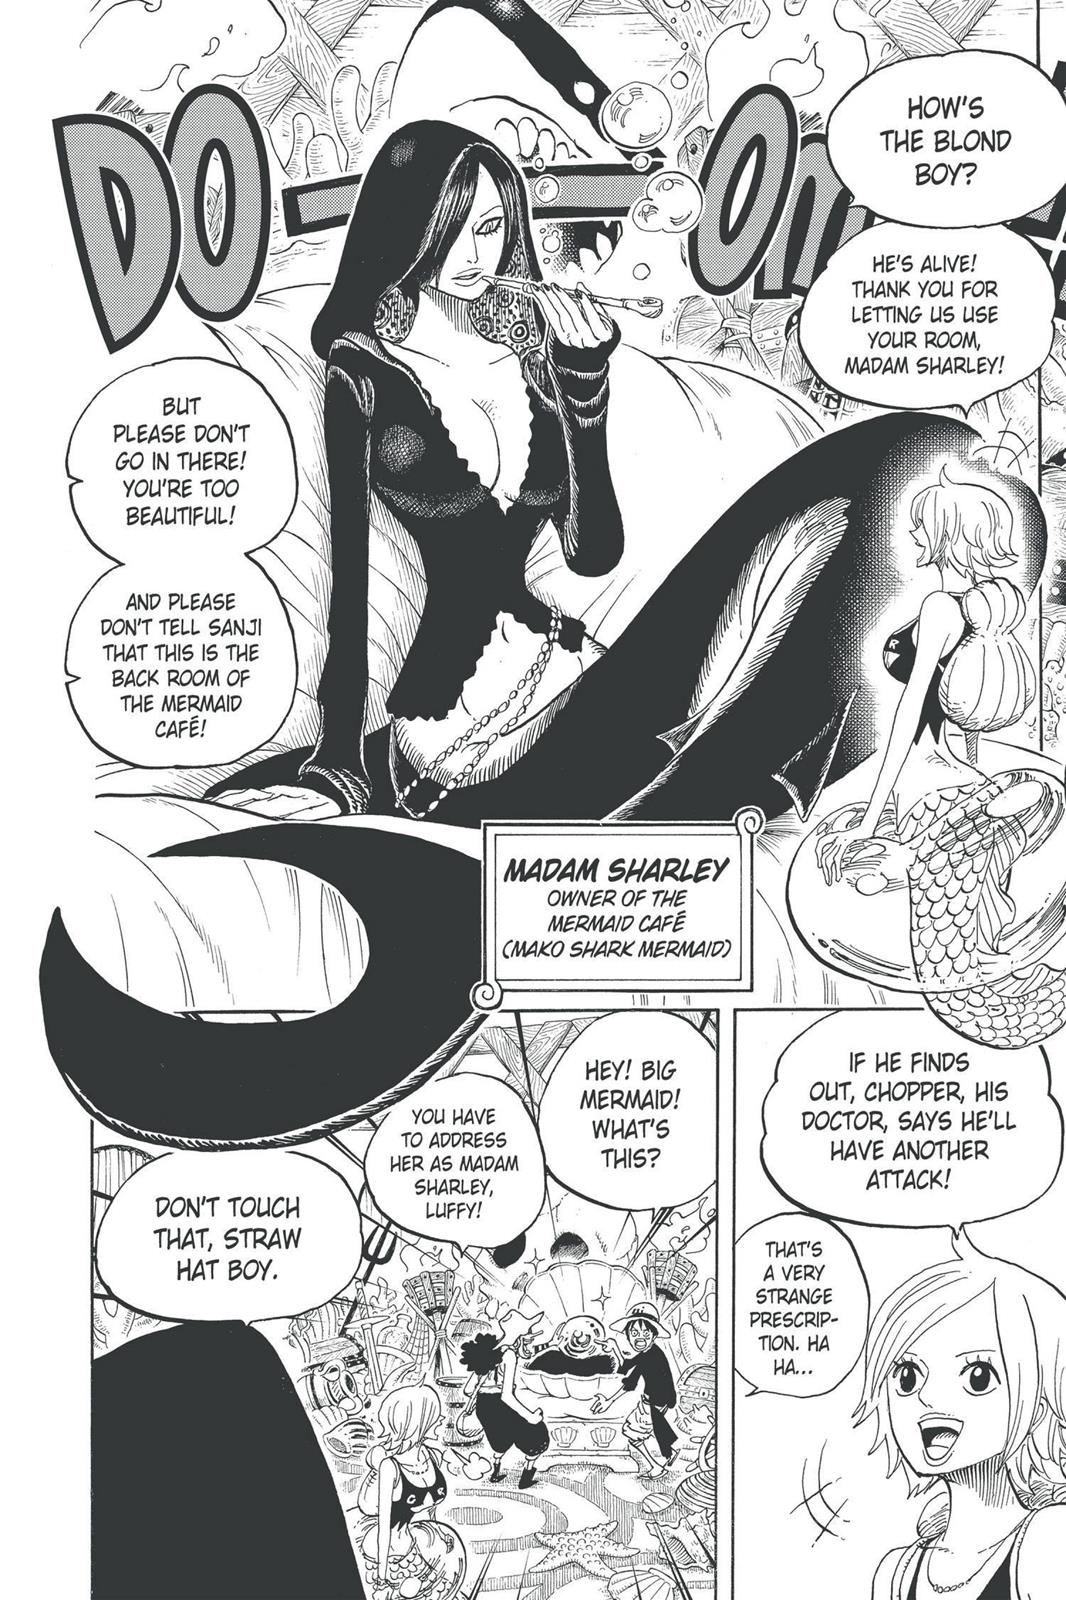 DO-OM
HOW'S
THE BLOND
BOY?
HE'S ALIVE!
THANK YOU FOR
LETTING US USE
YOUR ROOM,
MADAM SHARLEY!
BUT
PLEASE DON'T
GO IN THERE!
YOU'RE TOO
BEAUTIFUL!
AND PLEASE
DON'T TELL SANJI
THAT THIS IS THE
BACK ROOM OF
THE MERMAID
CAFÉ!
MADAM SHARLEY
OWNER OF THE
MERMAID CAFÉ
(MAKO SHARK MERMAID)
IF HE FINDS
OUT, CHOPPER, HIS
DOCTOR, SAYS HE'LL
HAVE ANOTHER
ATTACK!
THAT'S
A VERY
STRANGE
PRESCRIP-
TION. HA
HA...
HEY! BIG
MERMAID!
WHAT'S
THIS?
YOU HAVE
TO ADDRESS
HER AS MADAM
SHARLEY,
LUFFY!
DON'T TOUCH
THAT, STRAW
HAT BOY.